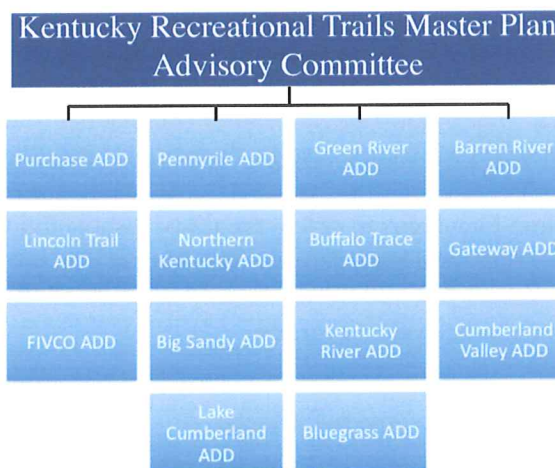 Kentucky Recreational Trails Master Plan
Advisory Committee
Purchase ADD
Pennyrile ADD
Green River
ADD
Barren River
ADD
Lincoln Trail
ADD
Northern
Kentucky ADD
Buffalo Trace
ADD
Gateway ADD
FIVCO ADD
Big Sandy ADD
Kentucky
River ADD
Cumberland
Valley ADD
Lake
Cumberland
ADD
Bluegrass ADD